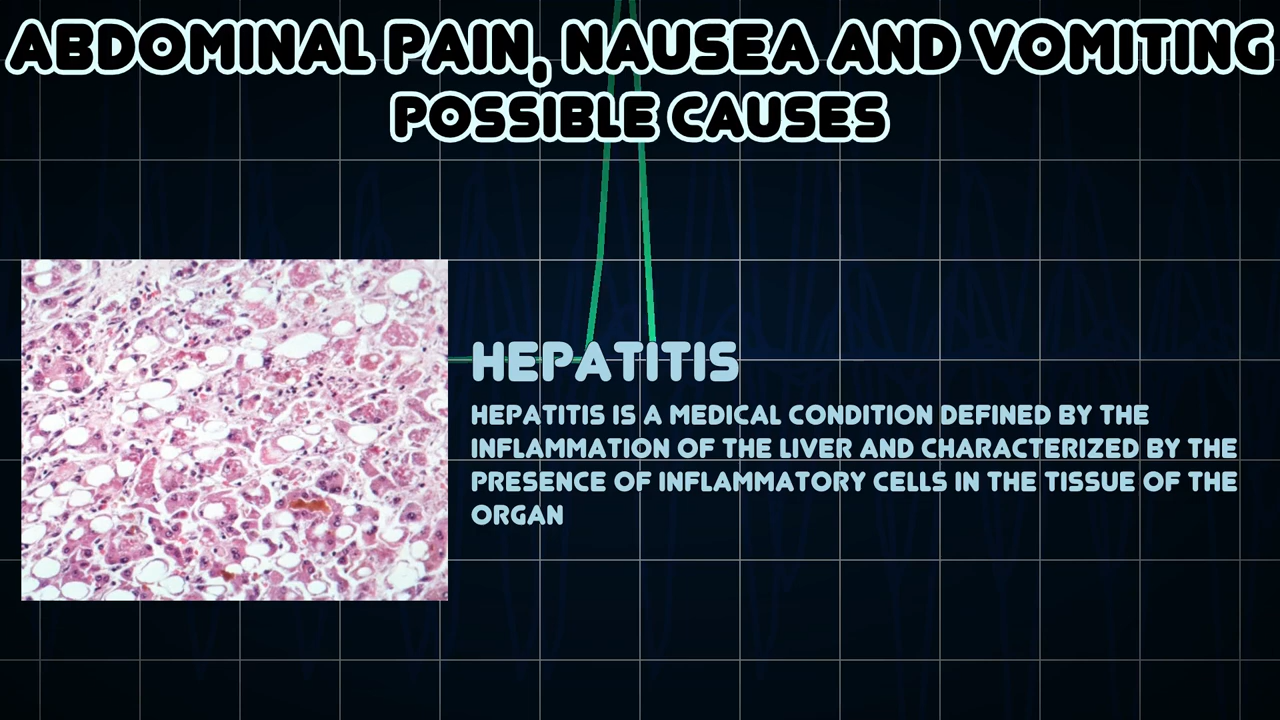 ABDOMINAL PAIN, NAUSEA AND VOMITING
POSSIBLE CAUSES
HEPATITIS
HEPATITIS IS A MEDICAL CONDITION DEFINED BY THE
INFLAMMATION OF THE LIVER AND CHARACTERIZED BY THE
PRESENCE OF INFLAMMATORY CELLS IN THE TISSUE OF THE
ORGAN